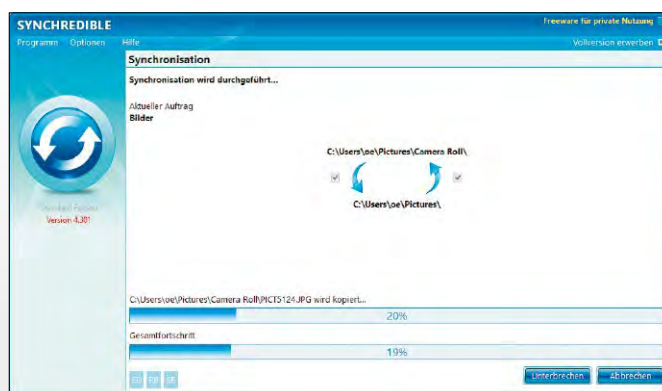 SYNCHREDIBLE
Freeware für private Nutzung
Programm Optionen Hilfe
Vollversion erwerben
Synchronisation
Synchronisation wird durchgeführt...
Aktueller Auftrag
Bilder
C:\Users\oe\Pictures\Camera Roll\
C:\Users\oe\Pictures\
Version 4.301
C:\Users\oe\Pictures\Camera Roll\PICT5124.JPG wird kopiert...
20%
Gesamtfortschritt
19%
Unterbrechen Abbrechen